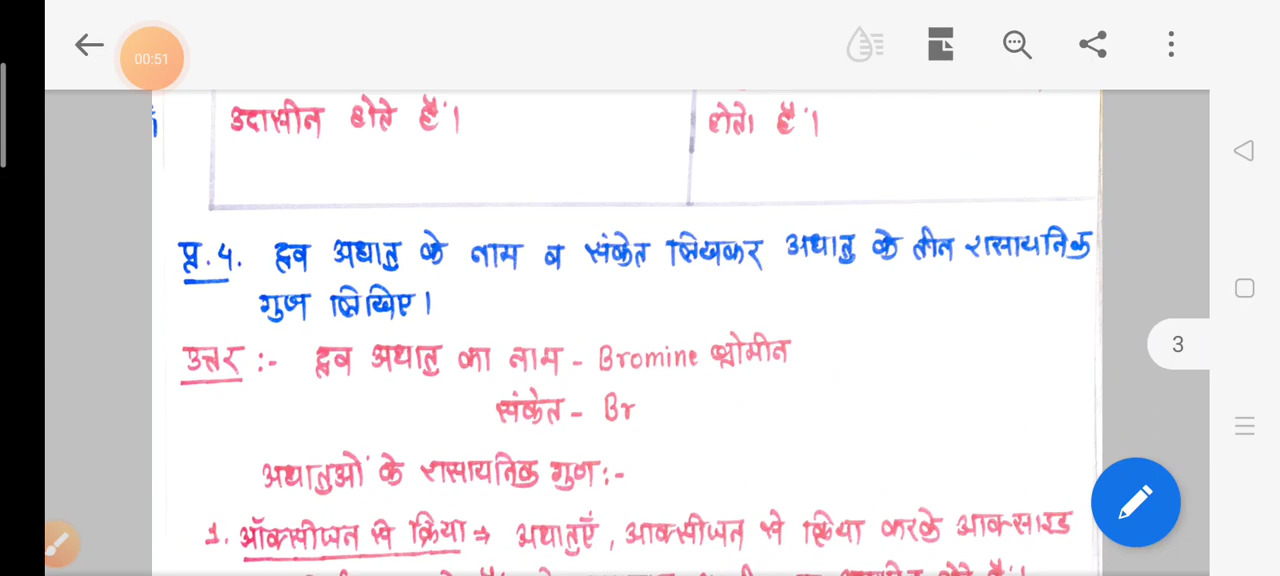 00:51
उदासीन होते हैं।
होते। हैं।
प्र.4. द्रव अधातु के नाम व संकेत लिखकर अधातु के तीन रासायनिक
गुण लिखिए।
3
उत्तर :- द्रव अधातु का नाम - Bromine ब्रोमीन
संकेत - Br
अधातुओं के रासायनिक गुण:-
1. ऑक्सीजन से क्रिया ⇒ अधातुएँ, आक्सीजन से क्रिया करके आक्साइड